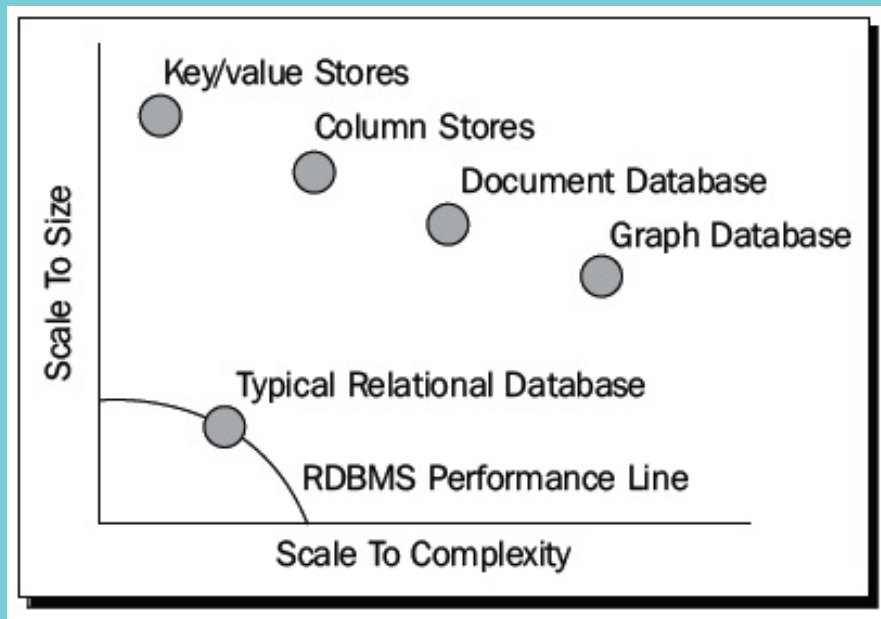 Key/value Stores
Column Stores
Document Database
Graph Database
Scale To Size
Typical Relational Database
RDBMS Performance Line
Scale To Complexity